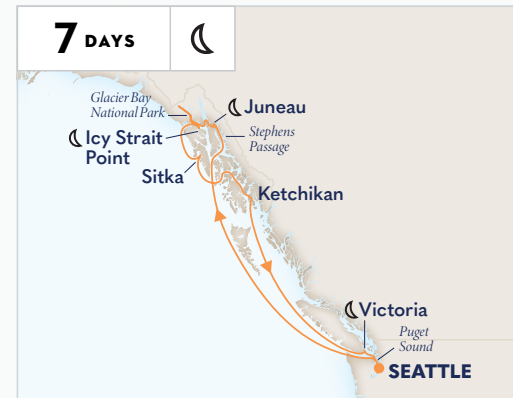 7 DAYS
Glacier Bay
National Park
Juneau
Icy Strait
Point
Stephens
Passage
Sitka
Ketchikan
Victoria
Puget
Sound
SEATTLE